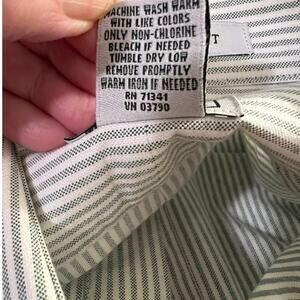 MACHINE WASH WARM
WITH LIKE COLORS
ONLY NON-CHLORINE
BLEACH IF NEEDED
TUMBLE DRY LOW
REMOVE PROMPTLY
WARM IRON IF NEEDED
RN 71341
VN 03790
T